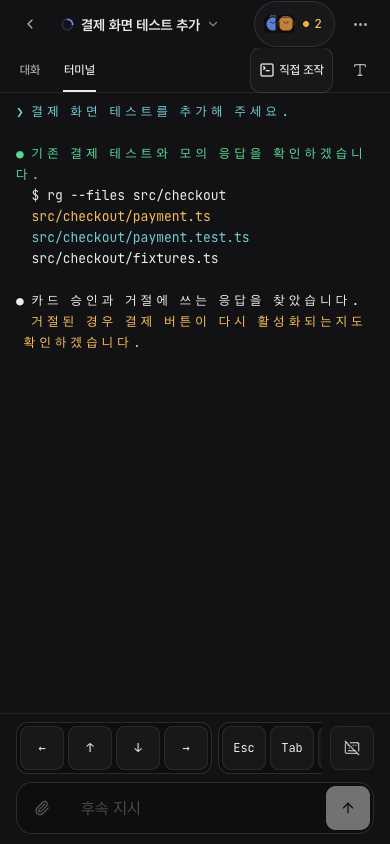 결제 화면 테스트 추가
2
대화
터미널
직접 조작
❯ 결제 화면 테스트를 추가해 주세요.
● 기존 결제 테스트와 모의 응답을 확인하겠습니
다.
$ rg --files src/checkout
src/checkout/payment.ts
src/checkout/payment.test.ts
src/checkout/fixtures.ts
● 카드 승인과 거절에 쓰는 응답을 찾았습니다.
거절된 경우 결제 버튼이 다시 활성화되는지도
확인하겠습니다.
← ↑ ↓ → Esc Tab
후속 지시